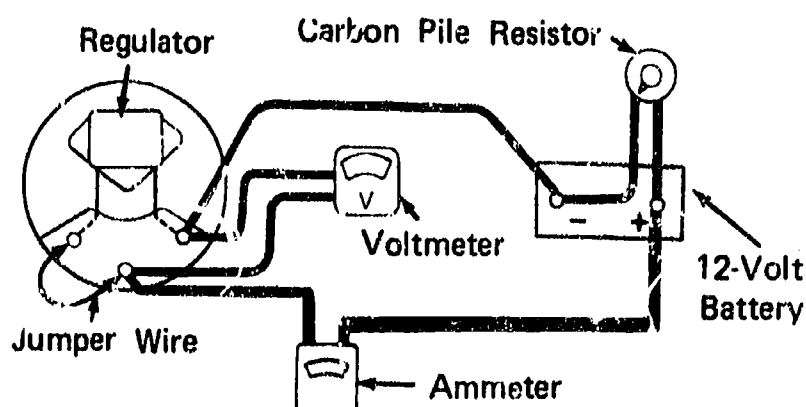 Regulator
Carbon Pile Resistor
V
Voltmeter
- +
12-Volt
Battery
Jumper Wire
Ammeter